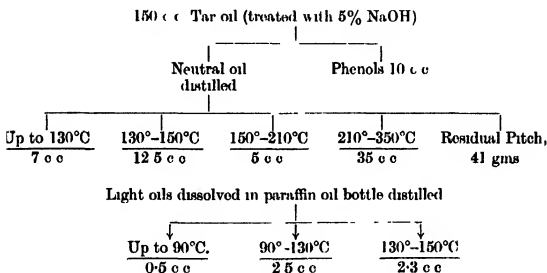 150 c c Tar oil (treated with 5% NaOH)
Neutral oil Phenols 10 c c
distilled
Up to 130°C 130°–150°C 150°–210°C 210°–350°C Residual Pitch,
7 c c 12 5 c c 5 c c 35 c c 41 gms
Light oils dissolved in paraffin oil bottle distilled
Up to 90°C. 90°-130°C 130°–150°C
0·5 c c 2 5 c c 2·3 c c